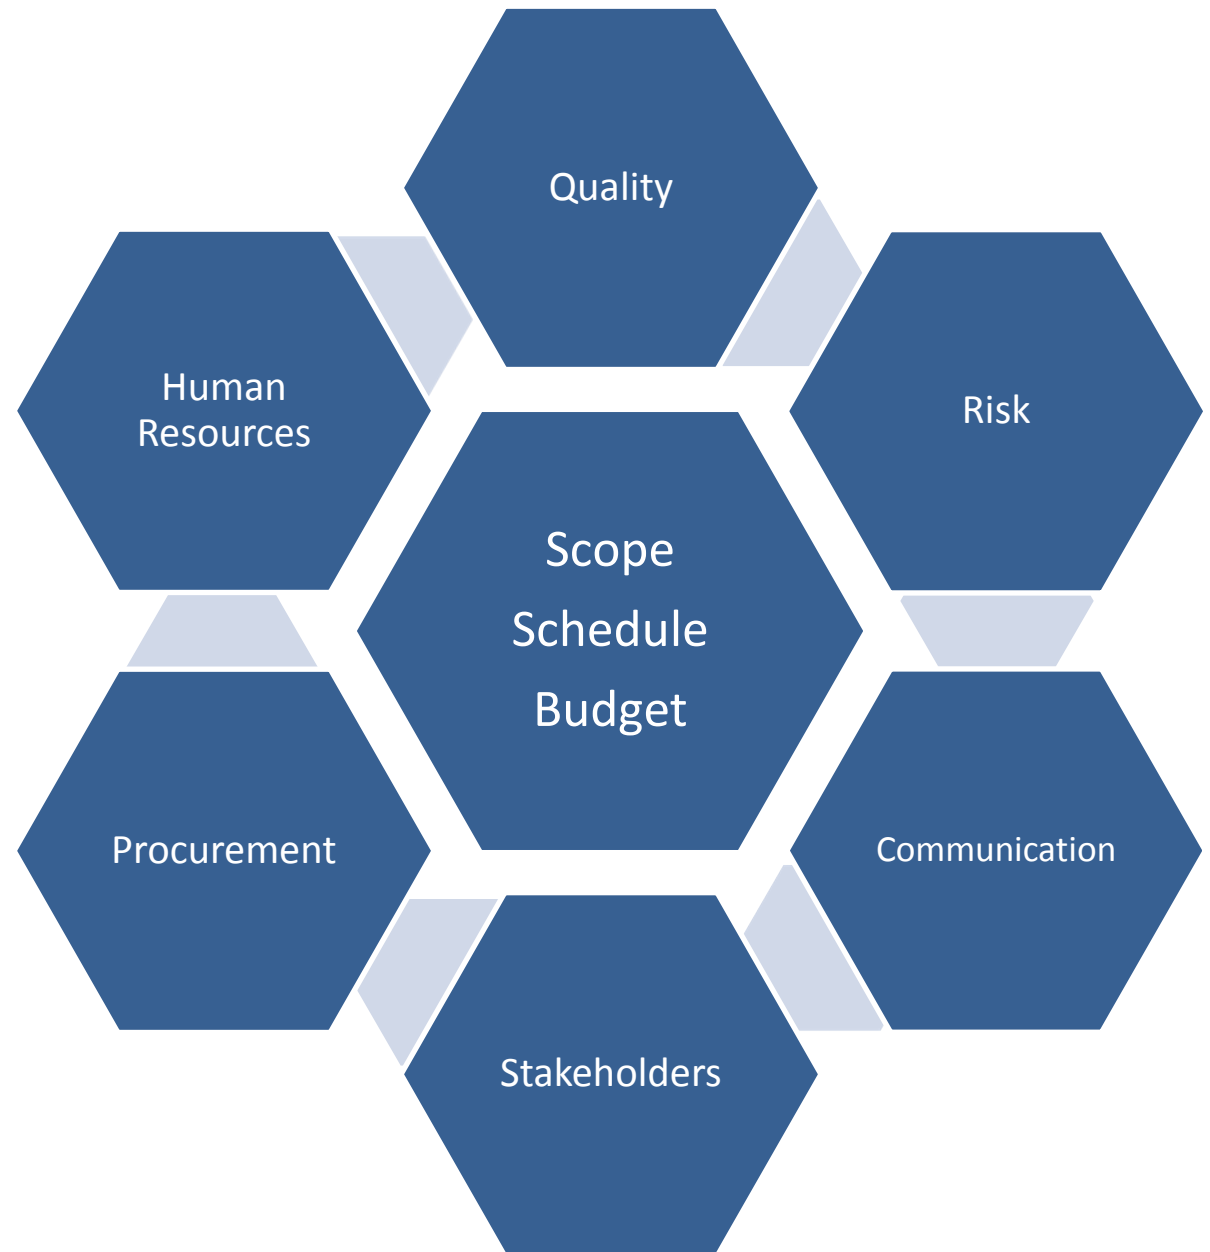 Quality
Human
Resources
Risk
Scope
Schedule
Budget
Procurement
Communication
Stakeholders